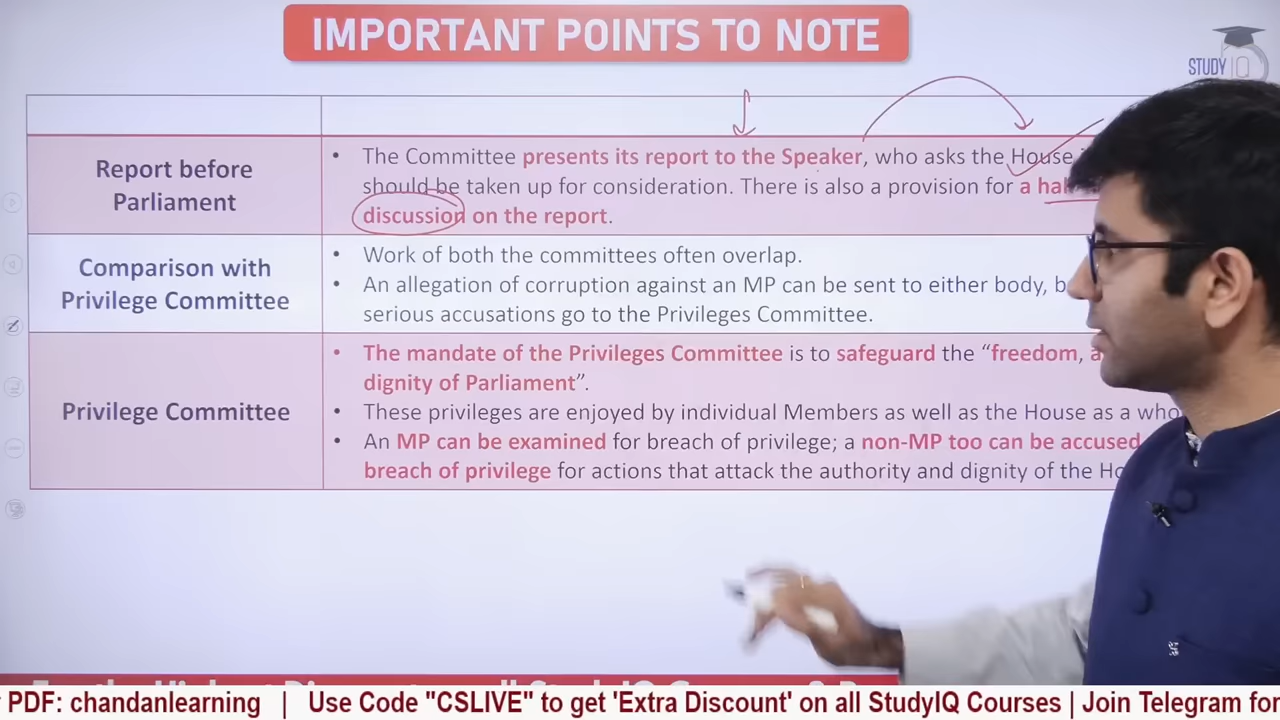 IMPORTANT POINTS TO NOTE
STUDY IQ
Report before
Parliament
• The Committee presents its report to the Speaker, who asks the House
should be taken up for consideration. There is also a provision for a
discussion on the report.
Comparison with
Privilege Committee
• Work of both the committees often overlap.
• An allegation of corruption against an MP can be sent to either body,
serious accusations go to the Privileges Committee.
Privilege Committee
• The mandate of the Privileges Committee is to safeguard the “freedom,
dignity of Parliament”.
• These privileges are enjoyed by individual Members as well as the House as a
• An MP can be examined for breach of privilege; a non-MP too can be accused
breach of privilege for actions that attack the authority and dignity of the
PDF: chandanlearning | Use Code "CSLIVE" to get 'Extra Discount' on all StudyIQ Courses | Join Telegram for